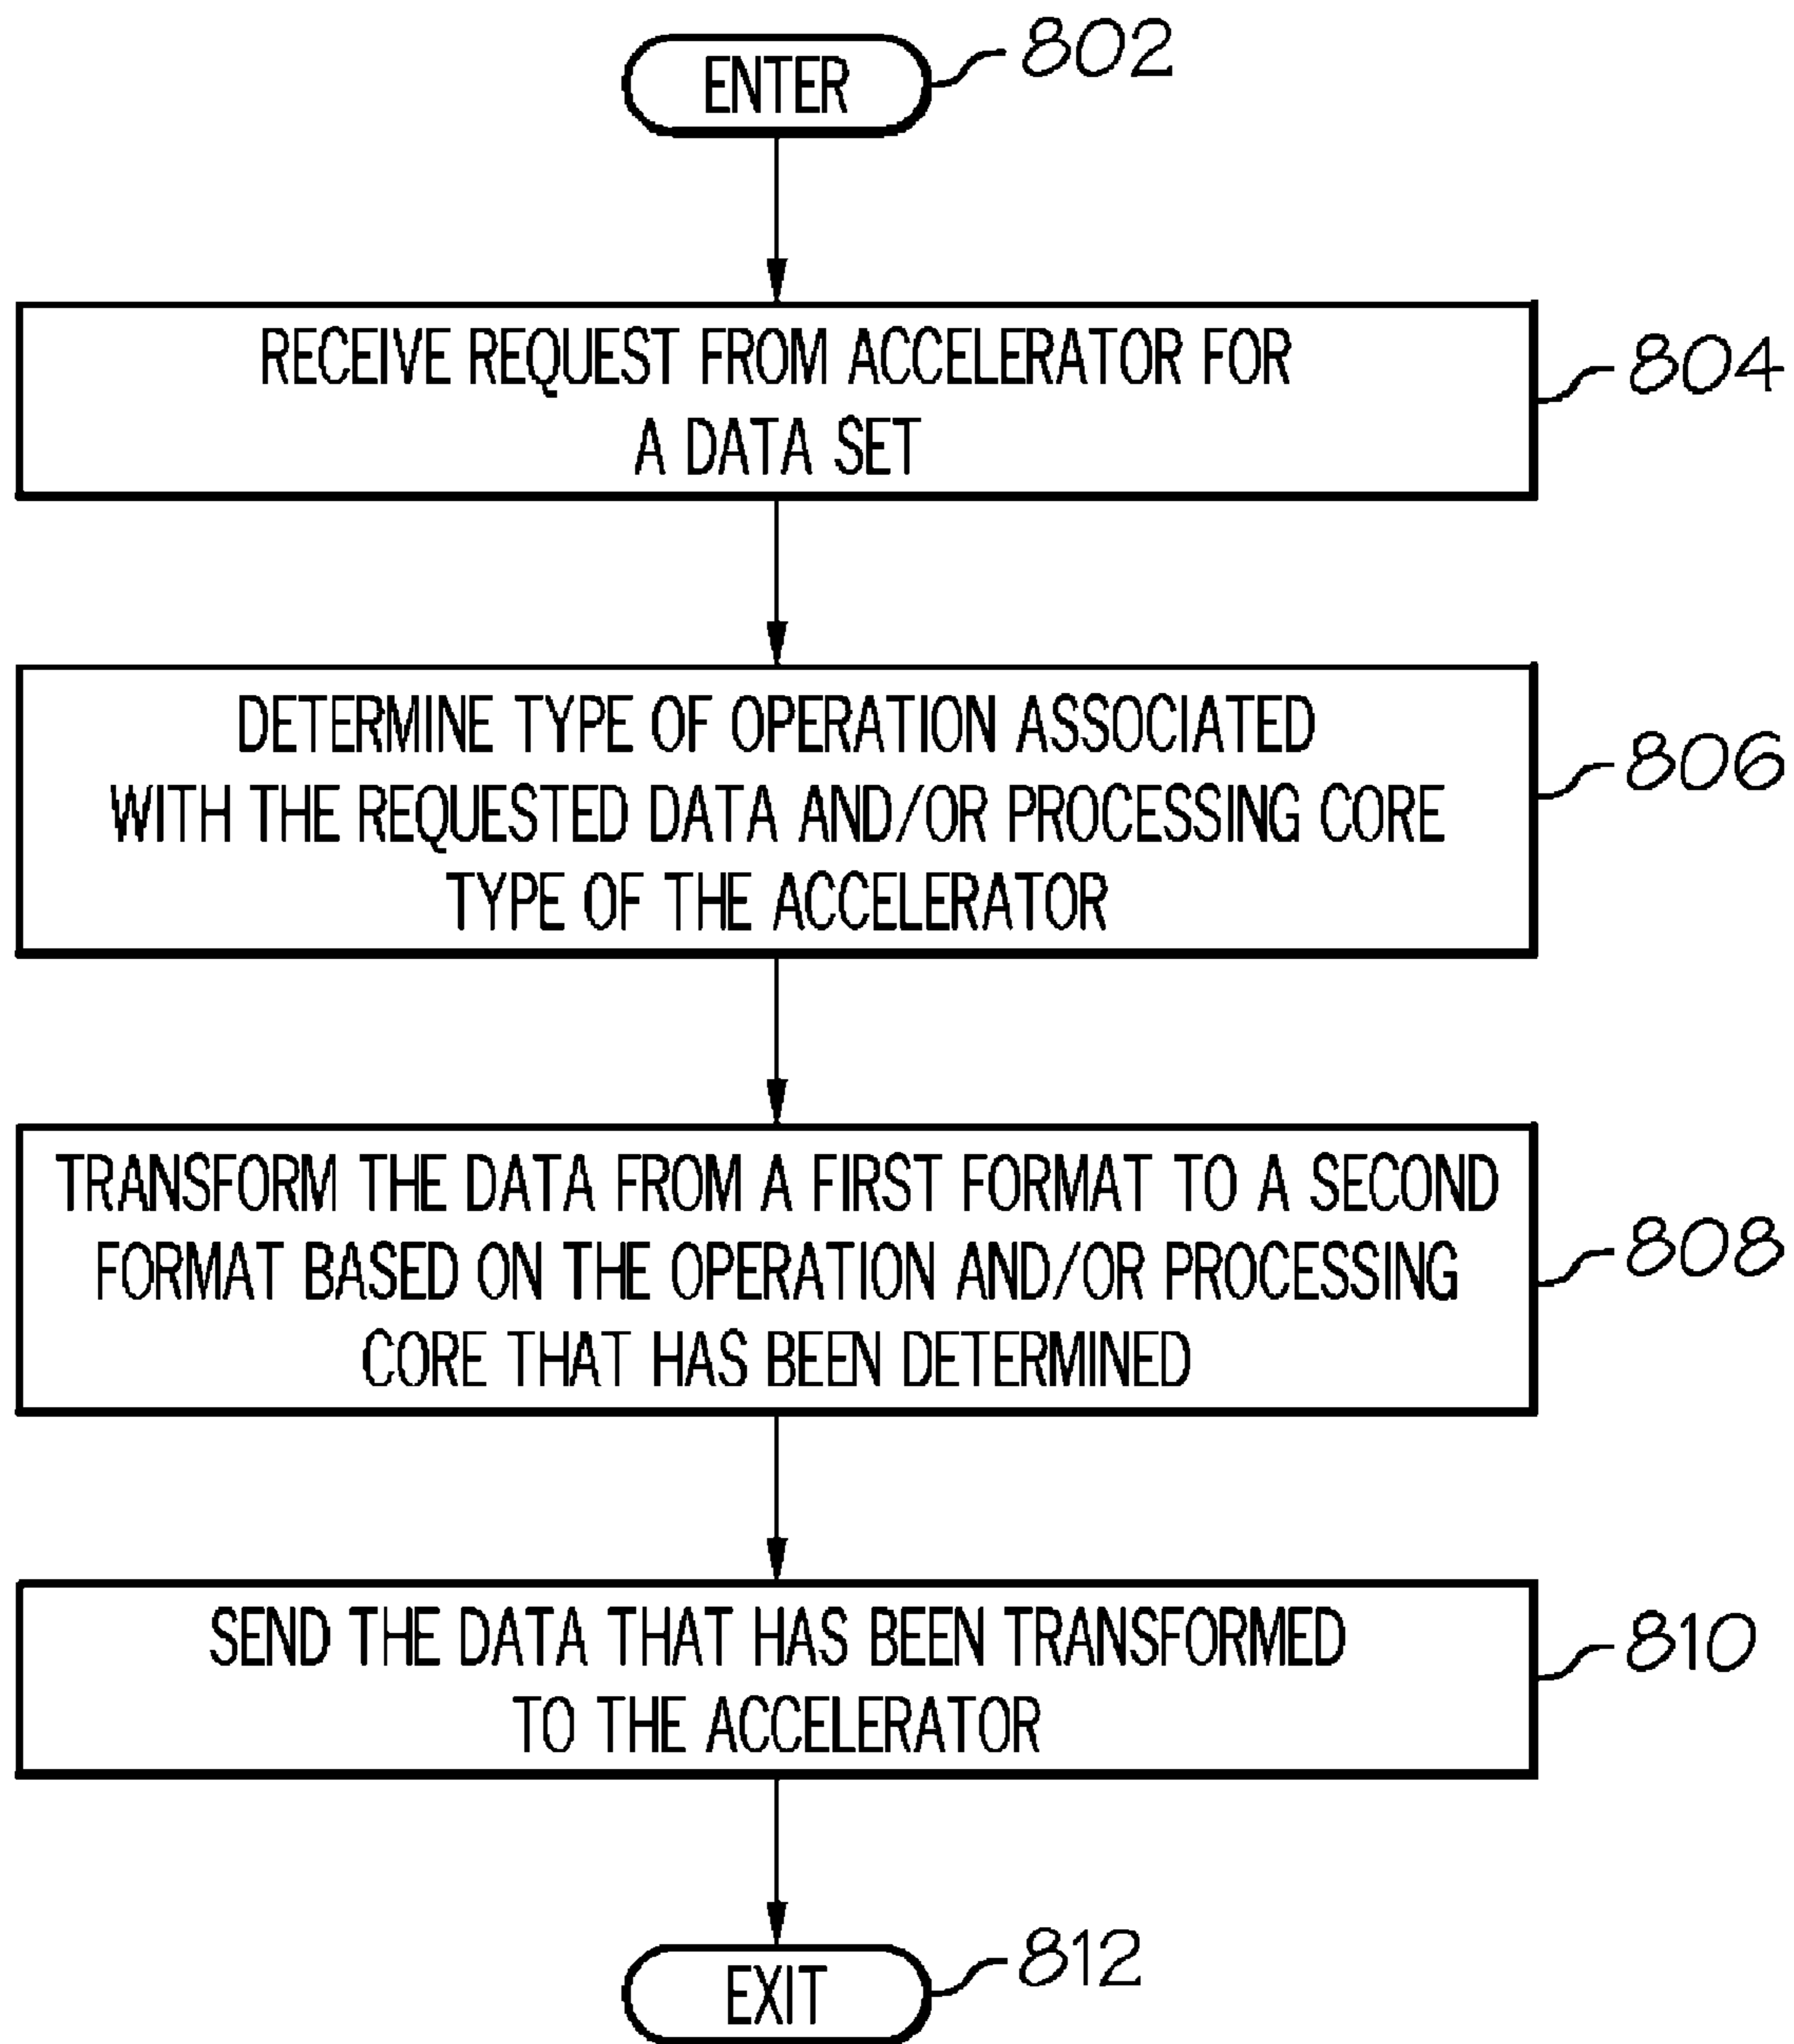 ENTER
802
RECEIVE REQUEST FROM ACCELERATOR FOR
A DATA SET
804
DETERMINE TYPE OF OPERATION ASSOCIATED
WITH THE REQUESTED DATA AND/OR PROCESSING CORE
TYPE OF THE ACCELERATOR
806
TRANSFORM THE DATA FROM A FIRST FORMAT TO A SECOND
FORMAT BASED ON THE OPERATION AND/OR PROCESSING
CORE THAT HAS BEEN DETERMINED
808
SEND THE DATA THAT HAS BEEN TRANSFORMED
TO THE ACCELERATOR
810
EXIT
812